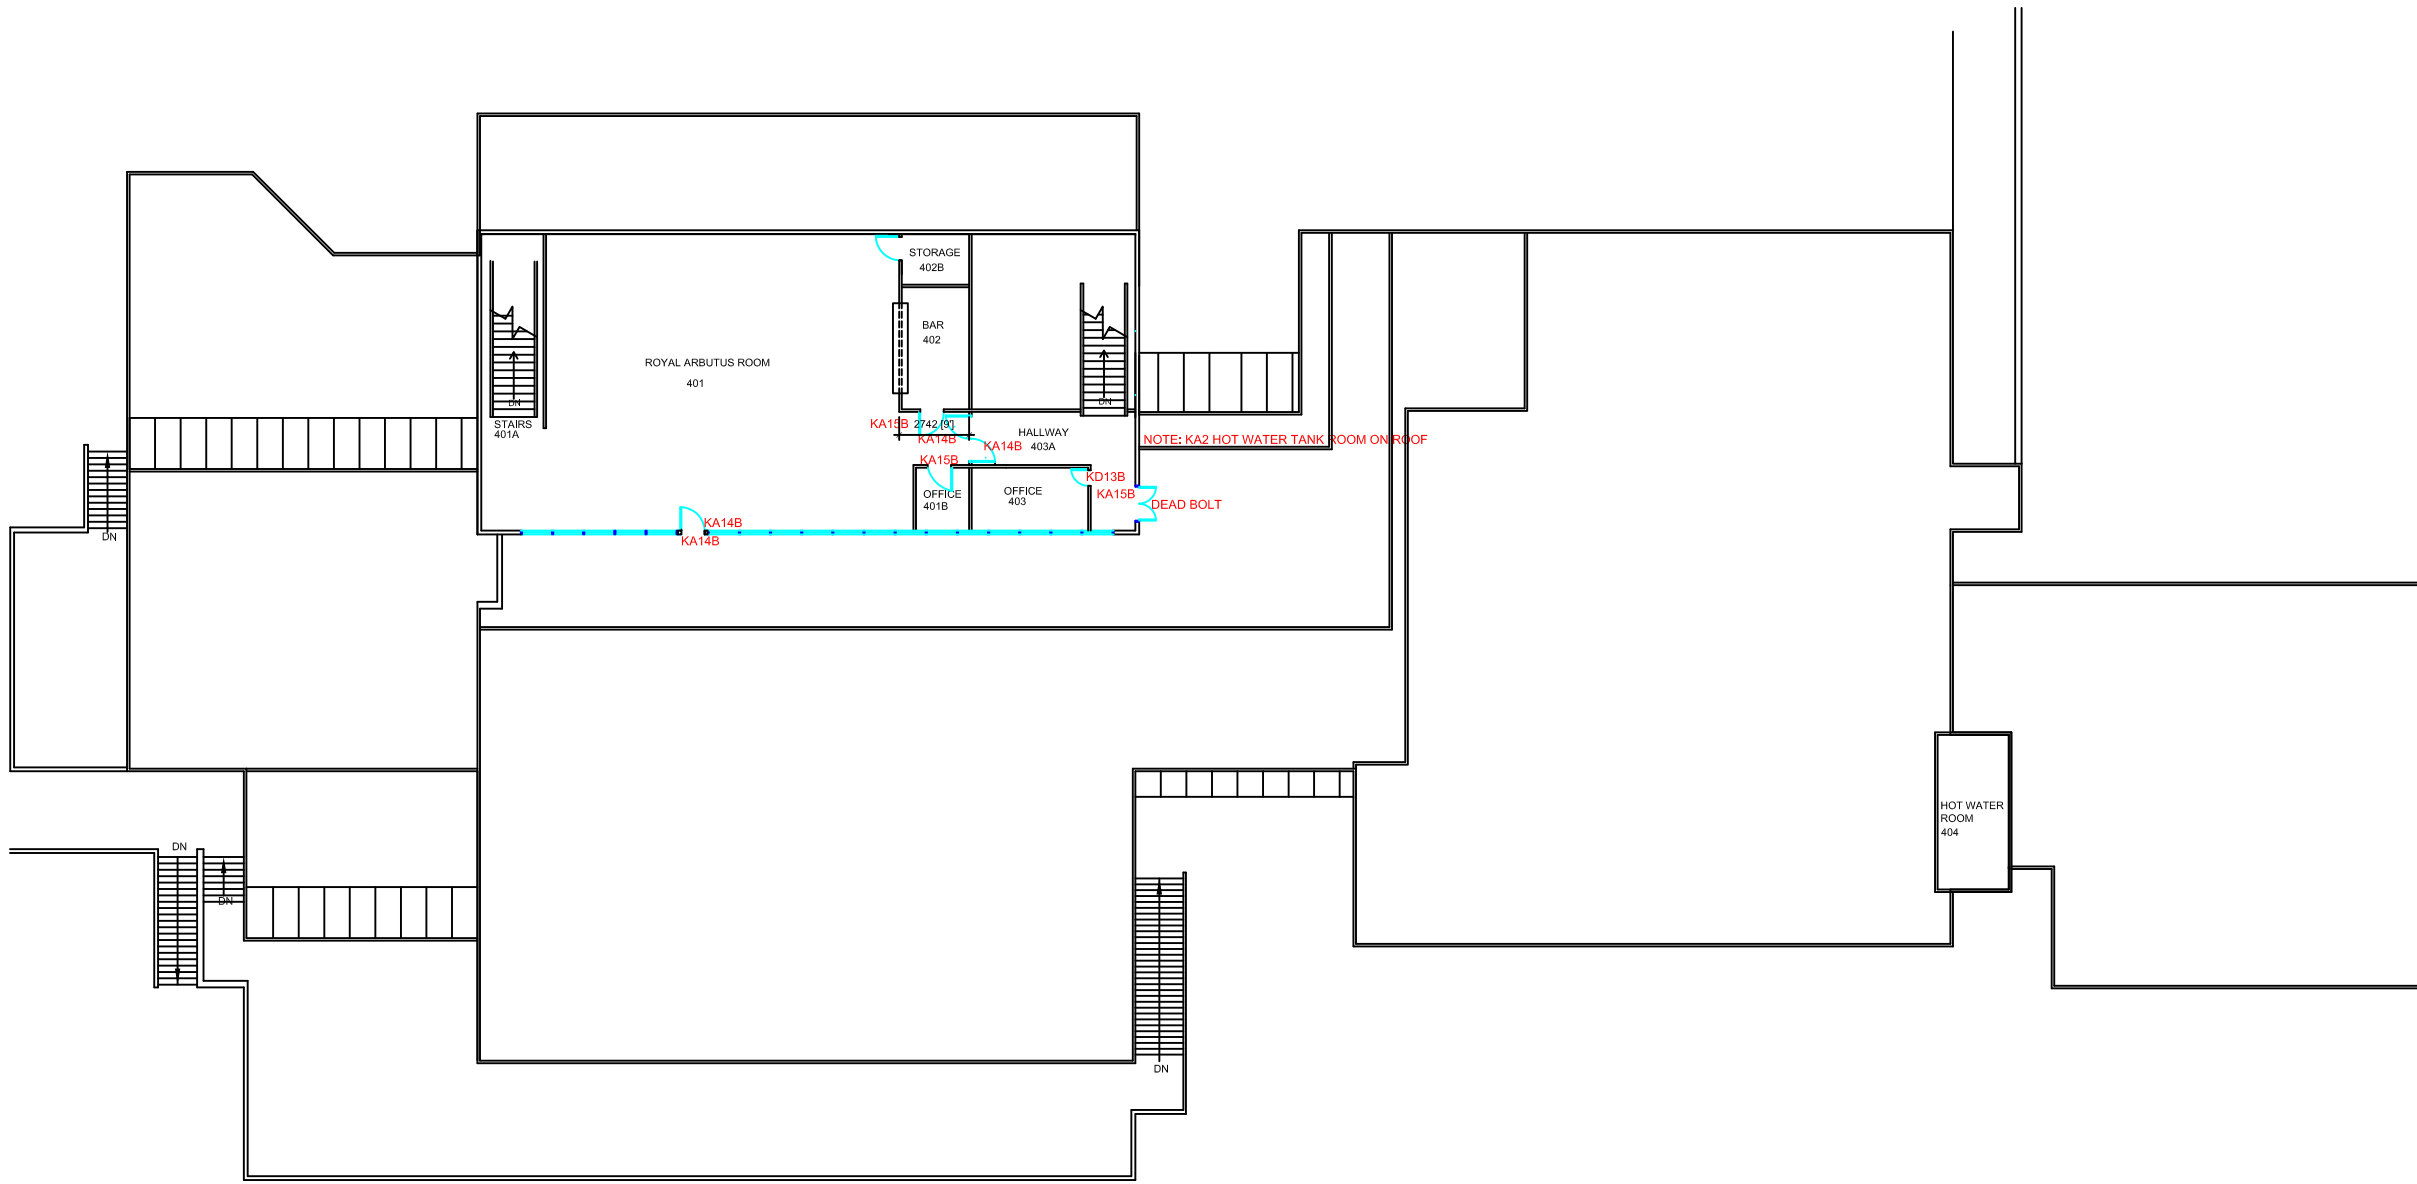 STORAGE
402B
BAR
402
ROYAL ARBUTUS ROOM
401
DN
DN
STAIRS
401A
KA15B
2742 [9']
KA14B
HALLWAY
403A
KA14B
NOTE: KA2 HOT WATER TANK ROOM ON ROOF
KA15B
KD13B
OFFICE
401B
OFFICE
403
KA15B
DEAD BOLT
KA14B
KA14B
DN
HOT WATER
ROOM
404
DN
DN
DN